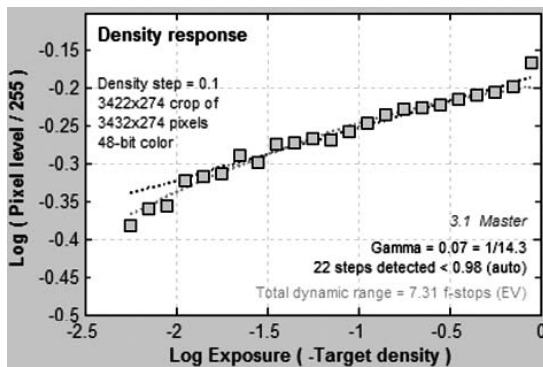 Density response
Density step = 0.1
3422x274 crop of
3432x274 pixels
48-bit color
3.1 Master
Gamma = 0.07 = 1/14.3
22 steps detected < 0.98 (auto)
Total dynamic range = 7.31 f-stops (EV)
Log ( Pixel level / 255)
-0.15
-0.2
-0.25
-0.3
-0.35
-0.4
-0.45
-0.5
-2.5
-2
-1.5
-1
-0.5
0
Log Exposure ( -Target density )